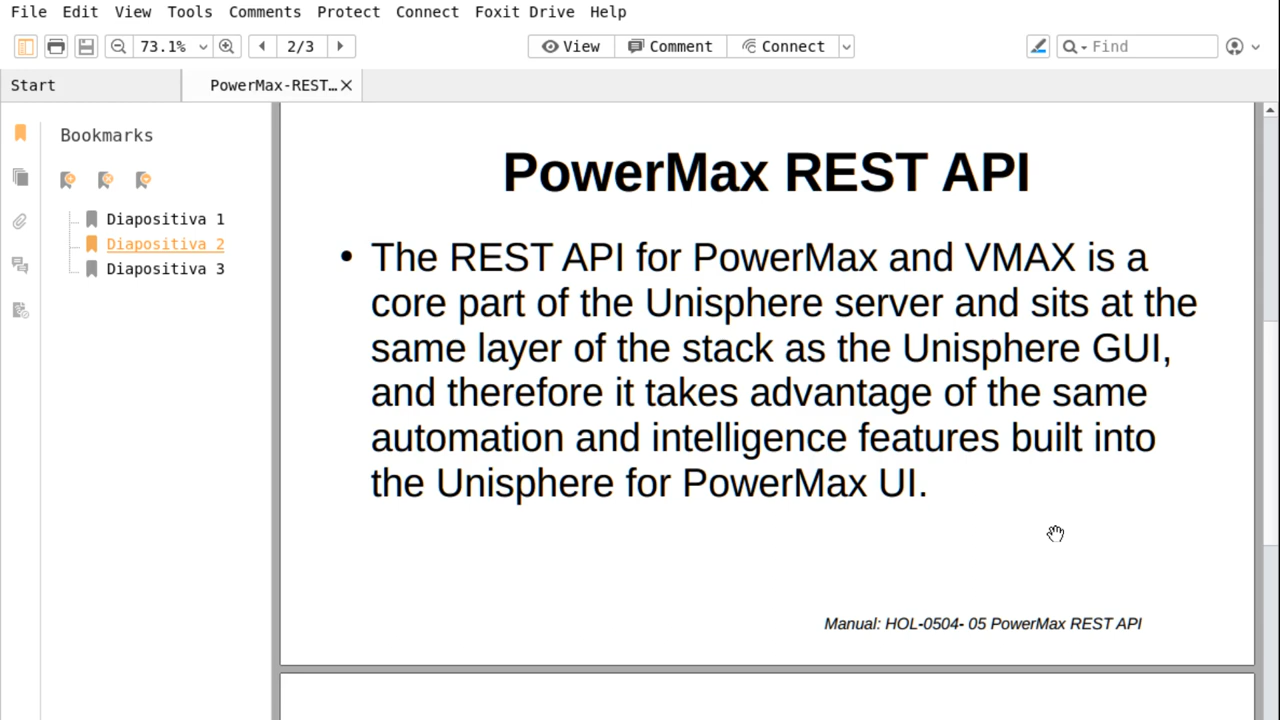 File Edit View Tools Comments Protect Connect Foxit Drive Help
73.1% 2/3 View Comment Connect Find
Start PowerMax-REST…
Bookmarks
Diapositiva 1
Diapositiva 2
Diapositiva 3
PowerMax REST API
• The REST API for PowerMax and VMAX is a
core part of the Unisphere server and sits at the
same layer of the stack as the Unisphere GUI,
and therefore it takes advantage of the same
automation and intelligence features built into
the Unisphere for PowerMax UI.
Manual: HOL-0504- 05 PowerMax REST API